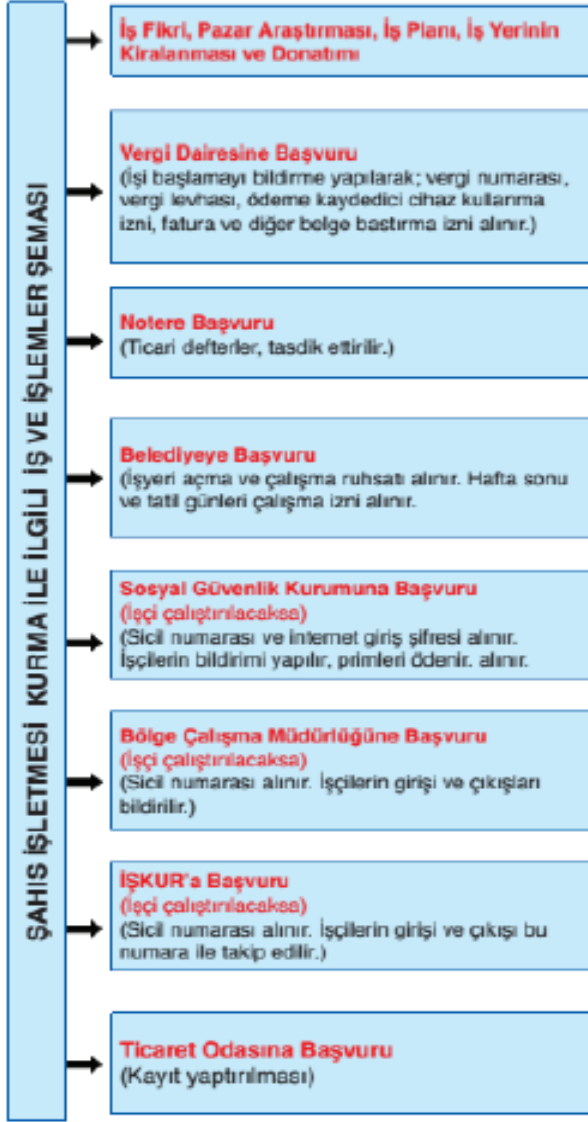 ŞAHIS İŞLETMESİ KURMA İLE İLGİLİ İŞ VE İŞLEMLER ŞEMASI
İş Fikri, Pazar Araştırması, İş Planı, İş Yerinin
Kiralanması ve Donatımı
Vergi Dairesine Başvuru
(İşi başlamayı bildirme yapılarak; vergi numarası,
vergi levhası, ödeme kaydedici cihaz kullanma
izni, fatura ve diğer belge bastırma izni alınır.)
Notere Başvuru
(Ticari defterler, tasdik ettirilir.)
Belediyeye Başvuru
(İşyeri açma ve çalışma ruhsatı alınır. Hafta sonu
ve tatil günleri çalışma izni alınır.
Sosyal Güvenlik Kurumuna Başvuru
(İşçi çalıştırılacaksa)
(Sicil numarası ve internet giriş şifresi alınır.
İşçilerin bildirimi yapılır, primleri ödenir. alınır.
Bölge Çalışma Müdürlüğüne Başvuru
(İşçi çalıştırılacaksa)
(Sicil numarası alınır. İşçilerin girişi ve çıkışları
bildirilir.)
İŞKUR'a Başvuru
(İşçi çalıştırılacaksa)
(Sicil numarası alınır. İşçilerin girişi ve çıkışı bu
numara ile takip edilir.)
Ticaret Odasına Başvuru
(Kayıt yaptırılması)